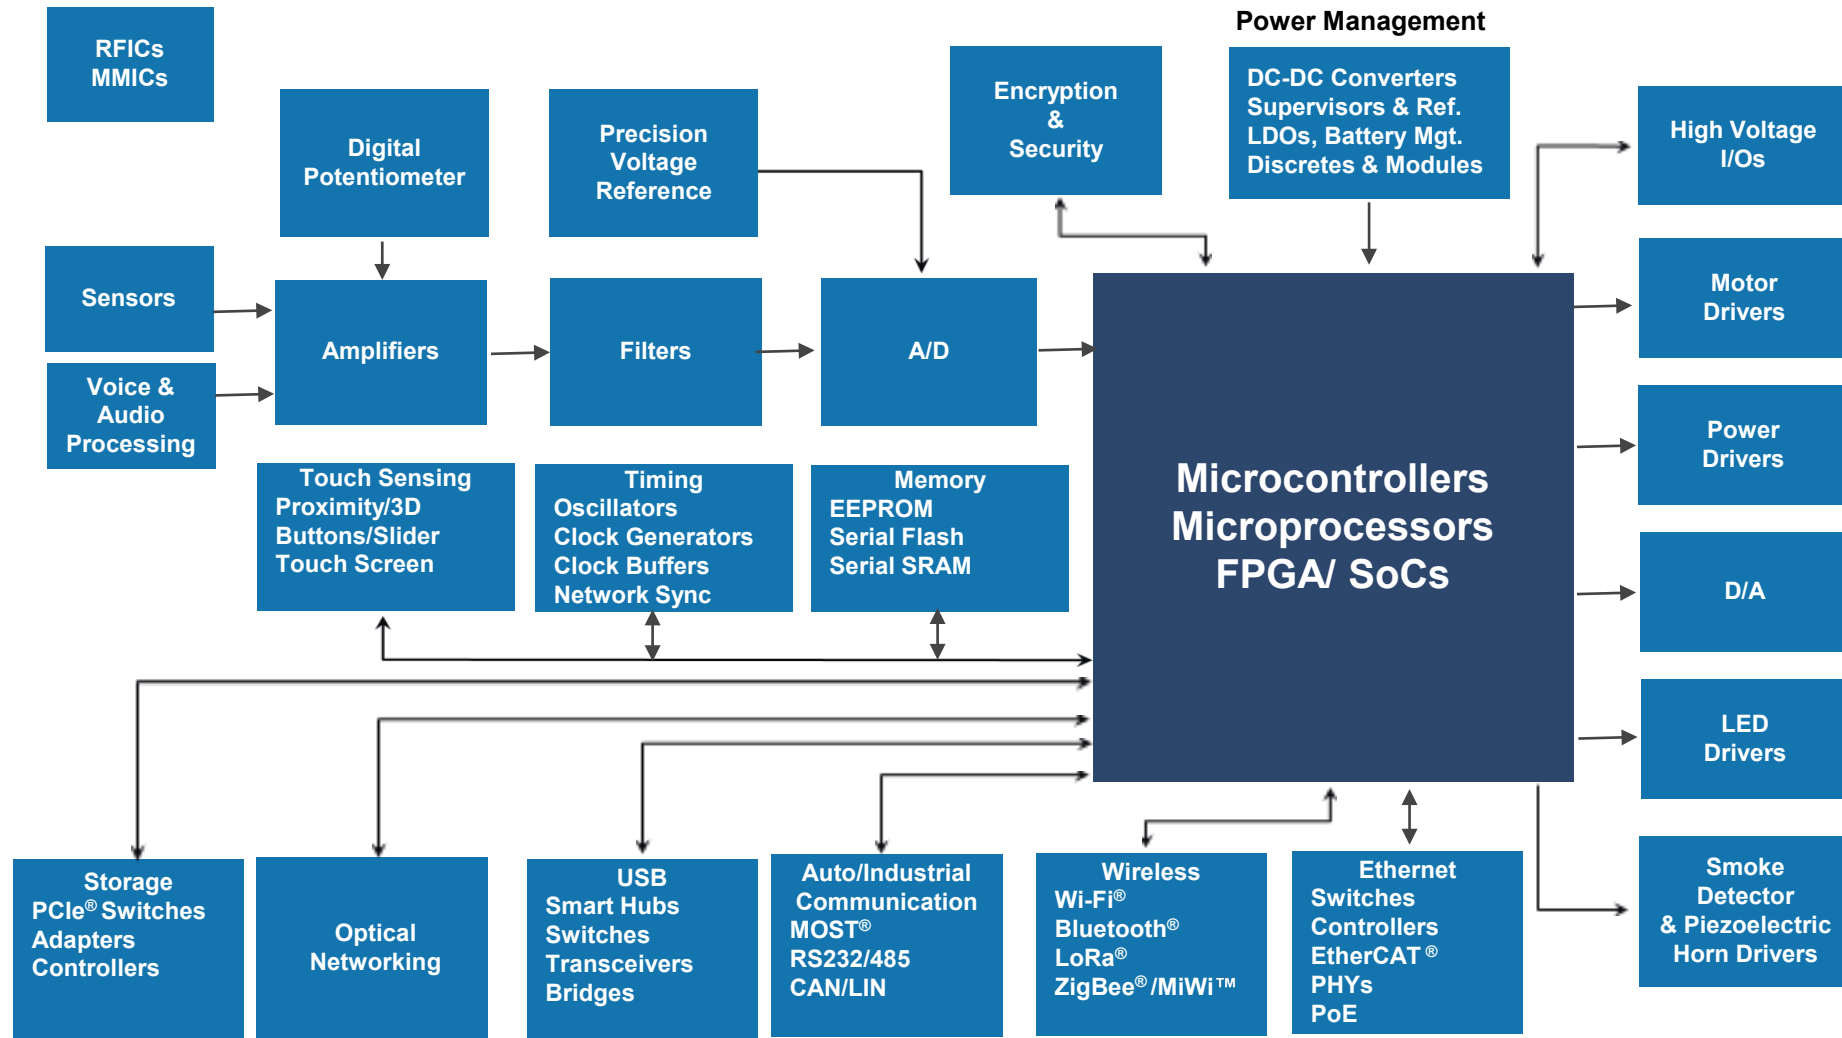 Power Management
RFICs
MMICs
Digital
Potentiometer
Precision
Voltage
Reference
Encryption
&
Security
DC-DC Converters
Supervisors & Ref.
LDOs, Battery Mgt.
Discretes & Modules
High Voltage
I/Os
Sensors
Voice &
Audio
Processing
Amplifiers
Filters
A/D
Motor
Drivers
Power
Drivers
D/A
LED
Drivers
Smoke
Detector
& Piezoelectric
Horn Drivers
Microcontrollers
Microprocessors
FPGA/ SoCs
Touch Sensing
Proximity/3D
Buttons/Slider
Touch Screen
Timing
Oscillators
Clock Generators
Clock Buffers
Network Sync
Memory
EEPROM
Serial Flash
Serial SRAM
Storage
PCIe® Switches
Adapters
Controllers
Optical
Networking
USB
Smart Hubs
Switches
Transceivers
Bridges
Auto/Industrial
Communication
MOST®
RS232/485
CAN/LIN
Wireless
Wi-Fi®
Bluetooth®
LoRa®
ZigBee® /MiWi™
Ethernet
Switches
Controllers
EtherCAT ®
PHYs
PoE